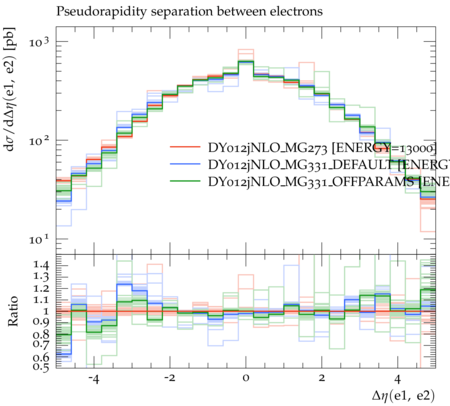 Pseudorapidity separation between electrons
dσ/dΔη(e1, e2) [pb]
10³
10²
10¹
DY012jNLO_MG273 [ENERGY=13000]
DY012jNLO_MG331_DEFAULT [ENERGY
DY012jNLO_MG331_OFFPARAMS [ENE
Ratio
1.4
1.3
1.2
1.1
1
0.9
0.8
0.7
0.6
0.5
-4 -2 0 2 4
Δη(e1, e2)